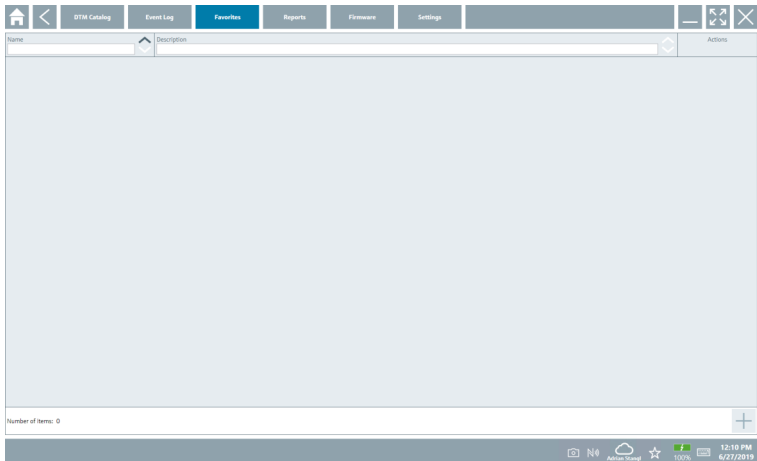 DTM Catalog Event Log Favorites Reports Firmware Settings
Name Description Actions
Number of items: 0
Adrian Stimpl 100% 12:10 PM
6/27/2019